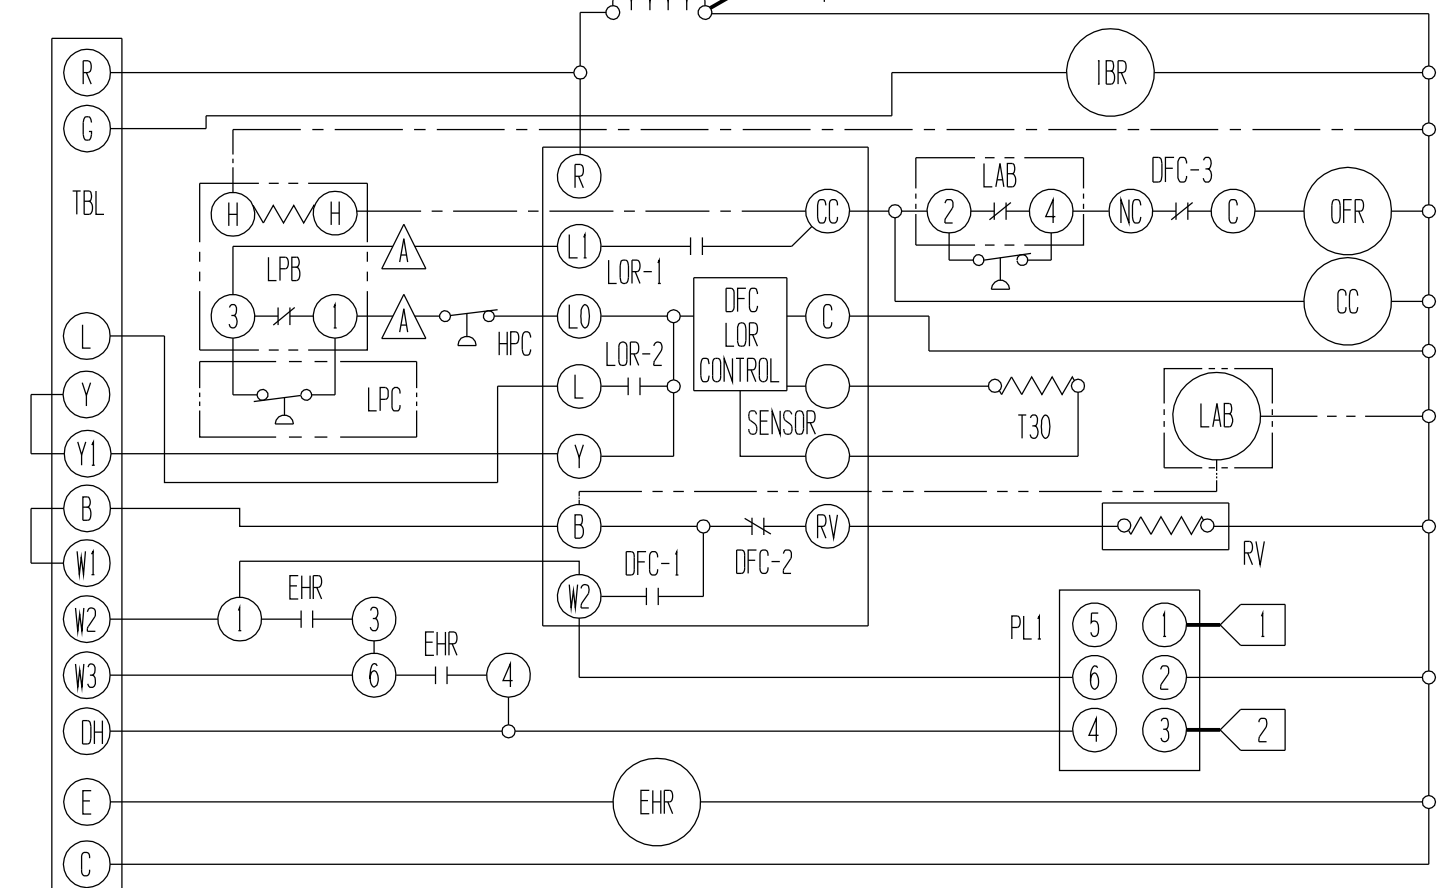 R
IBR
G
H
H
A
LPB
3
1
A
HPC
LPC
TBL
L
Y
Y1
B
W1
W2
W3
DH
E
C
R
L1
LOR-1
LO
LOR-2
L
Y
B
W2
DFC-1
DFC-2
DFC
LOR
CONTROL
SENSOR
CC
C
RV
LAB
2
4
DFC-3
NC
C
OFR
CC
T30
LAB
RV
1
EHR
3
6
EHR
4
PL1
5
1
1
6
2
4
3
2
EHR